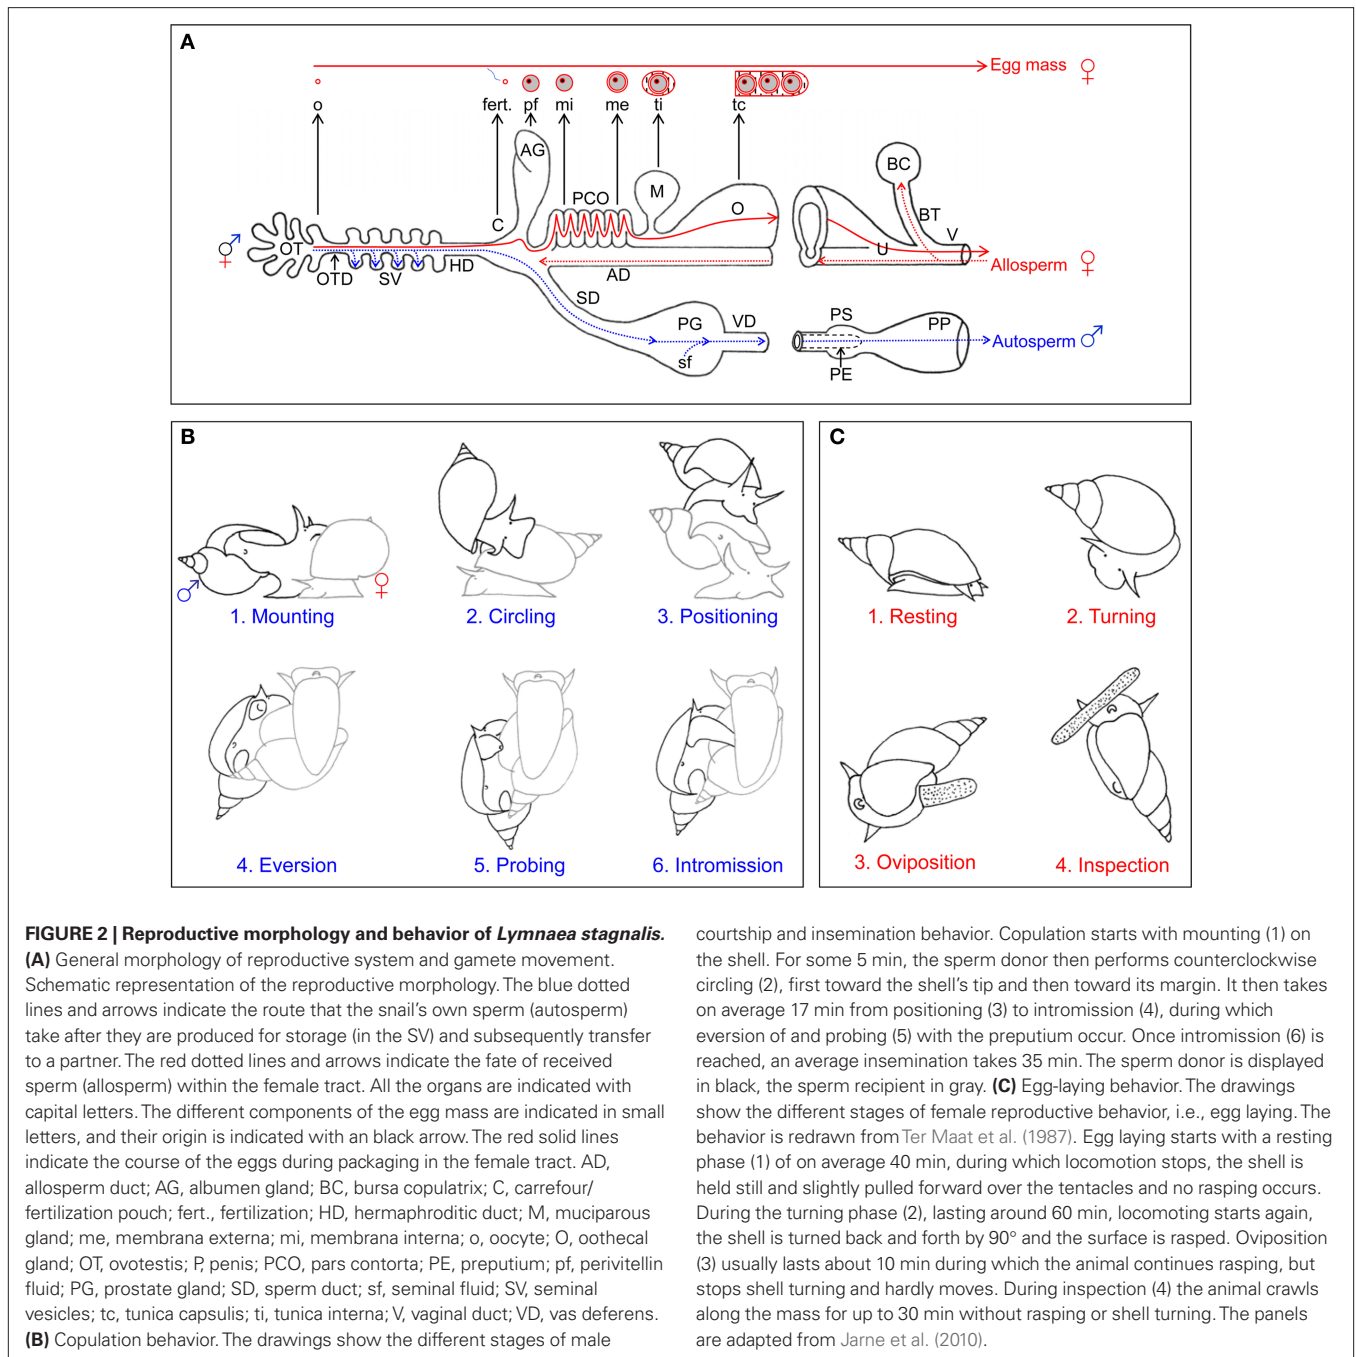 A
Egg mass ♀
o
fert.
pf
mi
me
ti
tc
AG
PCO
M
O
BC
BT
C
V
OT
U
OTD
SV
HD
AD
Allosperm ♀
SD
PG
VD
PS
PP
sf
PE
Autosperm ♂
B
♂
♀
1. Mounting
2. Circling
3. Positioning
4. Eversion
5. Probing
6. Intromission
C
1. Resting
2. Turning
3. Oviposition
4. Inspection
FIGURE 2 | Reproductive morphology and behavior of Lymnaea stagnalis.
(A) General morphology of reproductive system and gamete movement.
Schematic representation of the reproductive morphology. The blue dotted
lines and arrows indicate the route that the snail's own sperm (autosperm)
take after they are produced for storage (in the SV) and subsequently transfer
to a partner. The red dotted lines and arrows indicate the fate of received
sperm (allosperm) within the female tract. All the organs are indicated with
capital letters. The different components of the egg mass are indicated in small
letters, and their origin is indicated with an black arrow. The red solid lines
indicate the course of the eggs during packaging in the female tract. AD,
allosperm duct; AG, albumen gland; BC, bursa copulatrix; C, carrefour/
fertilization pouch; fert., fertilization; HD, hermaphroditic duct; M, muciparous
gland; me, membrana externa; mi, membrana interna; o, oocyte; O, oothecal
gland; OT, ovotestis; P, penis; PCO, pars contorta; PE, preputium; pf, perivitellin
fluid; PG, prostate gland; SD, sperm duct; sf, seminal fluid; SV, seminal
vesicles; tc, tunica capsulis; ti, tunica interna; V, vaginal duct; VD, vas deferens.
(B) Copulation behavior. The drawings show the different stages of male
courtship and insemination behavior. Copulation starts with mounting (1) on
the shell. For some 5 min, the sperm donor then performs counterclockwise
circling (2), first toward the shell's tip and then toward its margin. It then takes
on average 17 min from positioning (3) to intromission (4), during which
eversion of and probing (5) with the preputium occur. Once intromission (6) is
reached, an average insemination takes 35 min. The sperm donor is displayed
in black, the sperm recipient in gray. (C) Egg-laying behavior. The drawings
show the different stages of female reproductive behavior, i.e., egg laying. The
behavior is redrawn from Ter Maat et al. (1987). Egg laying starts with a resting
phase (1) of on average 40 min, during which locomotion stops, the shell is
held still and slightly pulled forward over the tentacles and no rasping occurs.
During the turning phase (2), lasting around 60 min, locomoting starts again,
the shell is turned back and forth by 90° and the surface is rasped. Oviposition
(3) usually lasts about 10 min during which the animal continues rasping, but
stops shell turning and hardly moves. During inspection (4) the animal crawls
along the mass for up to 30 min without rasping or shell turning. The panels
are adapted from Jarne et al. (2010).